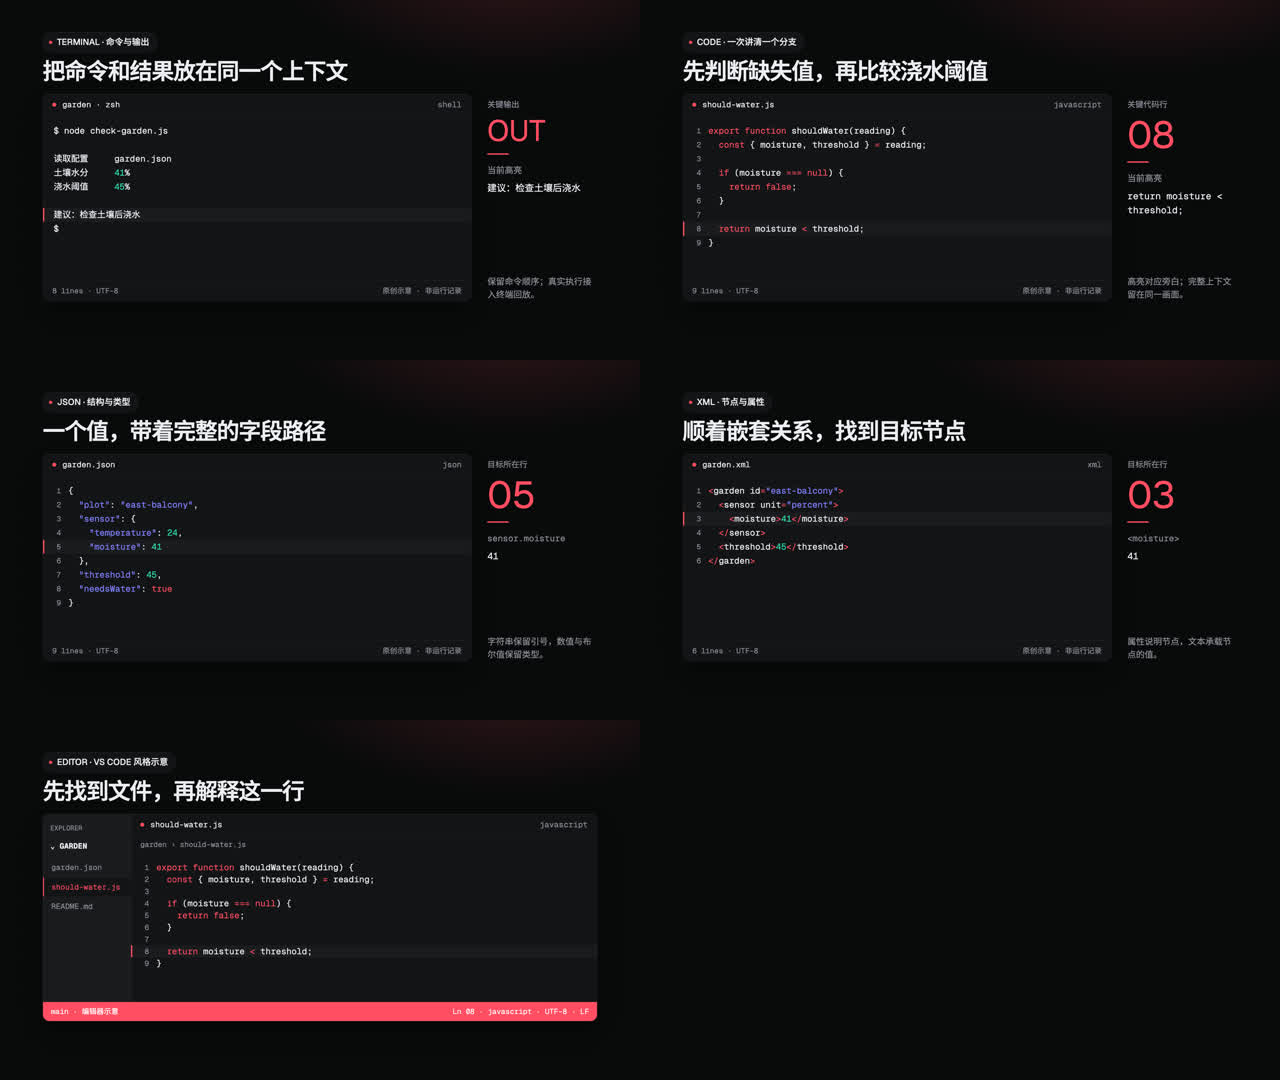 TERMINAL · 命令与输出
把命令和结果放在同一个上下文
garden · zsh
shell
$ node check-garden.js
读取配置 garden.json
土壤水分 41%
浇水阈值 45%
建议：检查土壤后浇水
$
8 lines · UTF-8
原创示意 · 非运行记录
关键输出
OUT
当前高亮
建议：检查土壤后浇水
保留命令顺序；真实执行接
入终端回放。
CODE · 一次讲清一个分支
先判断缺失值，再比较浇水阈值
should-water.js
javascript
1 export function shouldWater(reading) {
2 const { moisture, threshold } = reading;
3
4 if (moisture === null) {
5 return false;
6 }
7
8 return moisture < threshold;
9 }
9 lines · UTF-8
原创示意 · 非运行记录
关键代码行
08
当前高亮
return moisture <
threshold;
高亮对应旁白；完整上下文
留在同一画面。
JSON · 结构与类型
一个值，带着完整的字段路径
garden.json
json
1 {
2 "plot": "east-balcony",
3 "sensor": {
4 "temperature": 24,
5 "moisture": 41
6 },
7 "threshold": 45,
8 "needsWater": true
9 }
9 lines · UTF-8
原创示意 · 非运行记录
目标所在行
05
sensor.moisture
41
字符串保留引号，数值与布
尔值保留类型。
XML · 节点与属性
顺着嵌套关系，找到目标节点
garden.xml
xml
1 <garden id="east-balcony">
2 <sensor unit="percent">
3 <moisture>41</moisture>
4 </sensor>
5 <threshold>45</threshold>
6 </garden>
6 lines · UTF-8
原创示意 · 非运行记录
目标所在行
03
<moisture>
41
属性说明节点，文本承载节
点的值。
EDITOR · VS CODE 风格示意
先找到文件，再解释这一行
EXPLORER
GARDEN
garden.json
should-water.js
README.md
should-water.js
javascript
garden › should-water.js
1 export function shouldWater(reading) {
2 const { moisture, threshold } = reading;
3
4 if (moisture === null) {
5 return false;
6 }
7
8 return moisture < threshold;
9 }
main · 编辑器示意
Ln 08 · javascript · UTF-8 · LF